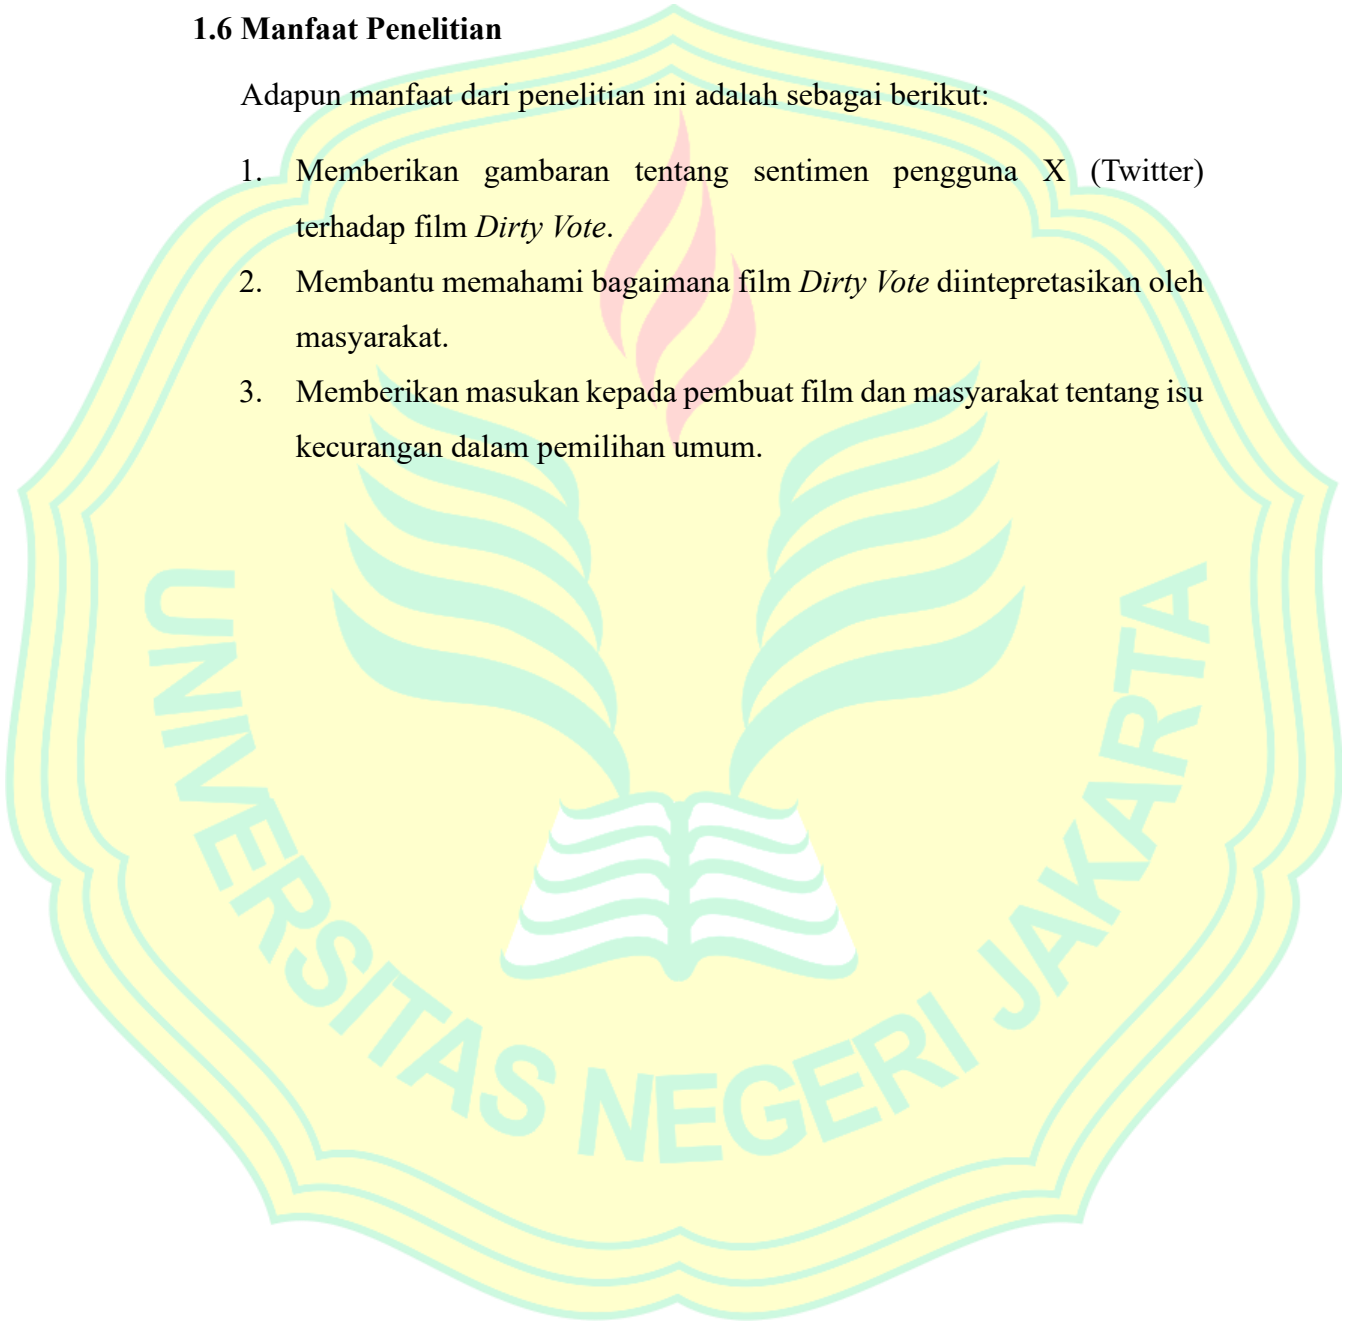 1.6 Manfaat Penelitian
Adapun manfaat dari penelitian ini adalah sebagai berikut:
1. Memberikan gambaran tentang sentimen pengguna X (Twitter)
terhadap film Dirty Vote.
2. Membantu memahami bagaimana film Dirty Vote diintepretasikan oleh
masyarakat.
3. Memberikan masukan kepada pembuat film dan masyarakat tentang isu
kecurangan dalam pemilihan umum.
UNIVERSITAS NEGERI JAKARTA